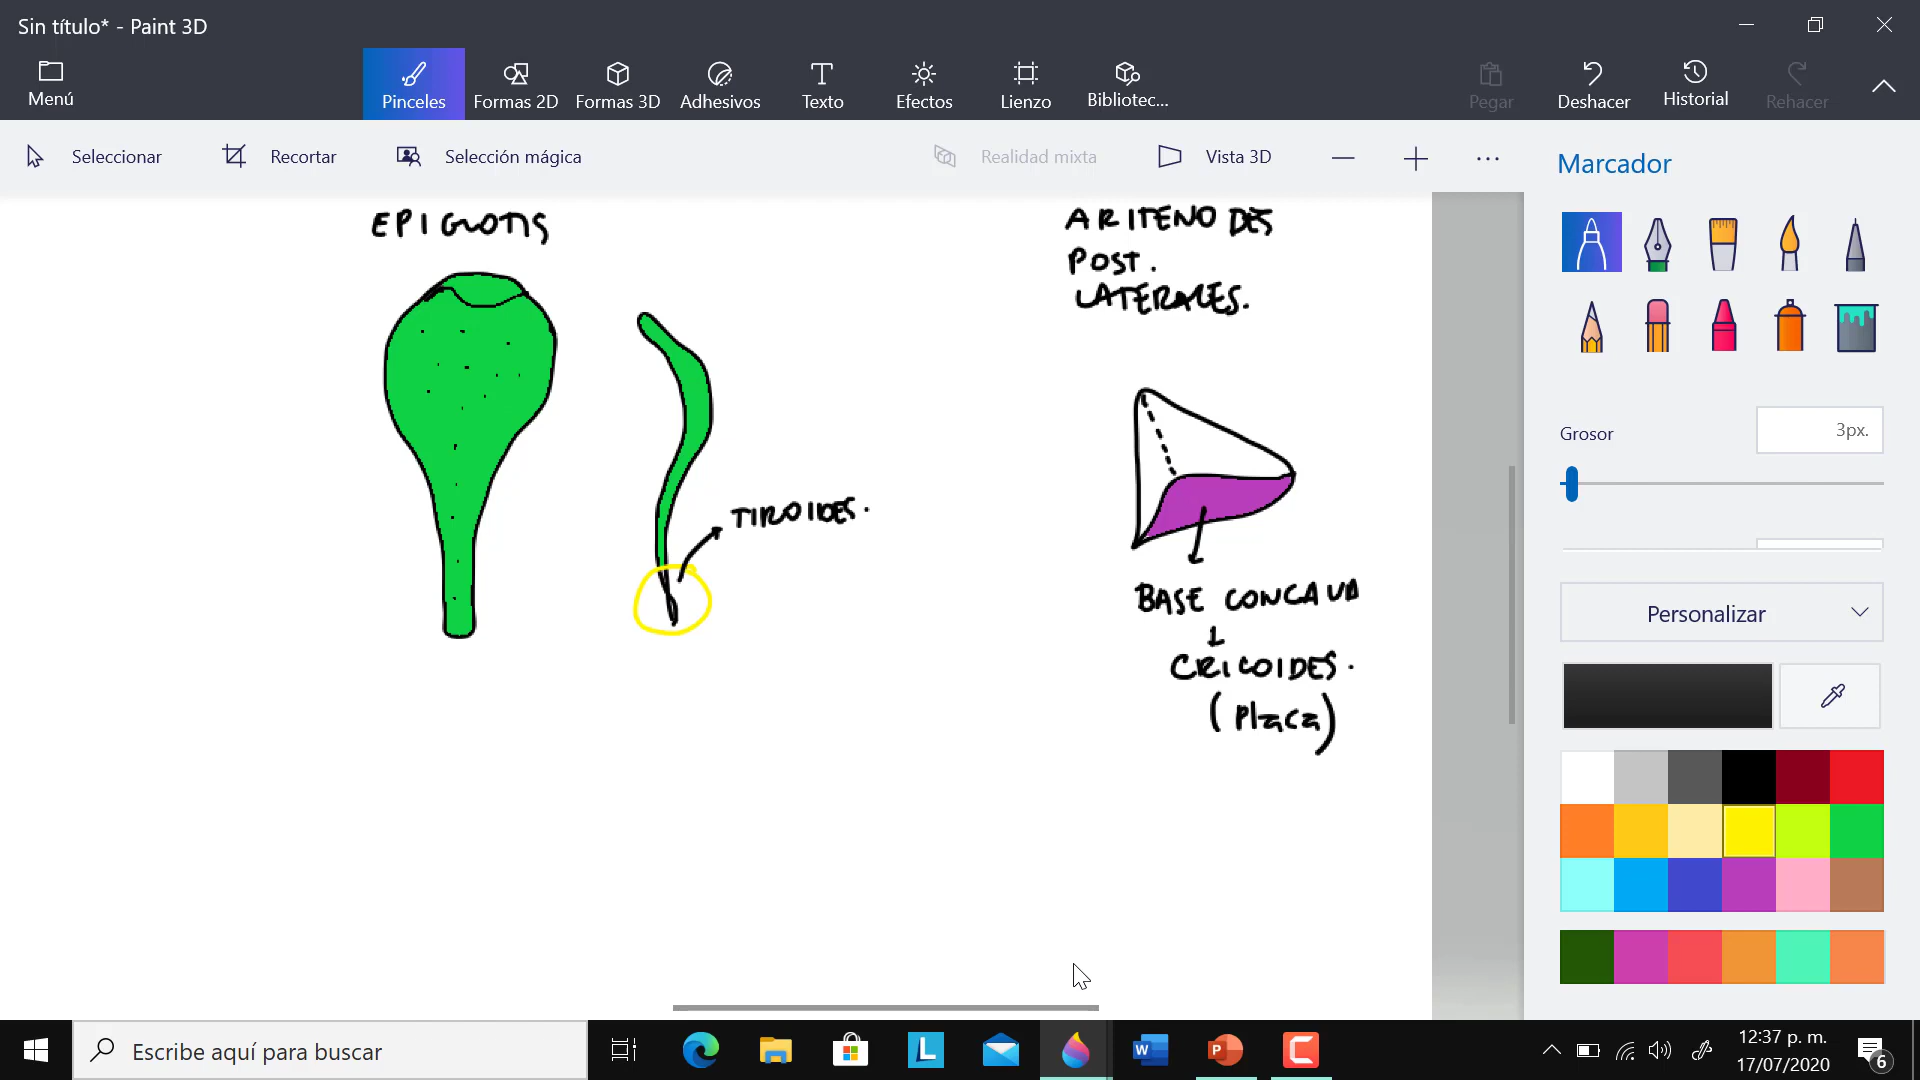 Sin título* - Paint 3D
Menú
Pinceles
Formas 2D
Formas 3D
Adhesivos
Texto
Efectos
Lienzo
Bibliotec...
Pegar
Deshacer
Historial
Rehacer
Seleccionar
Recortar
Selección mágica
Realidad mixta
Vista 3D
Marcador
Grosor
3px.
Personalizar
EPIGLOTIS
TIROIDES.
ARITENOIDES
POST.
LATERALES.
BASE CONCAVA
CRICOIDES.
(Placa)
Escribe aquí para buscar
12:37 p. m.
17/07/2020
6